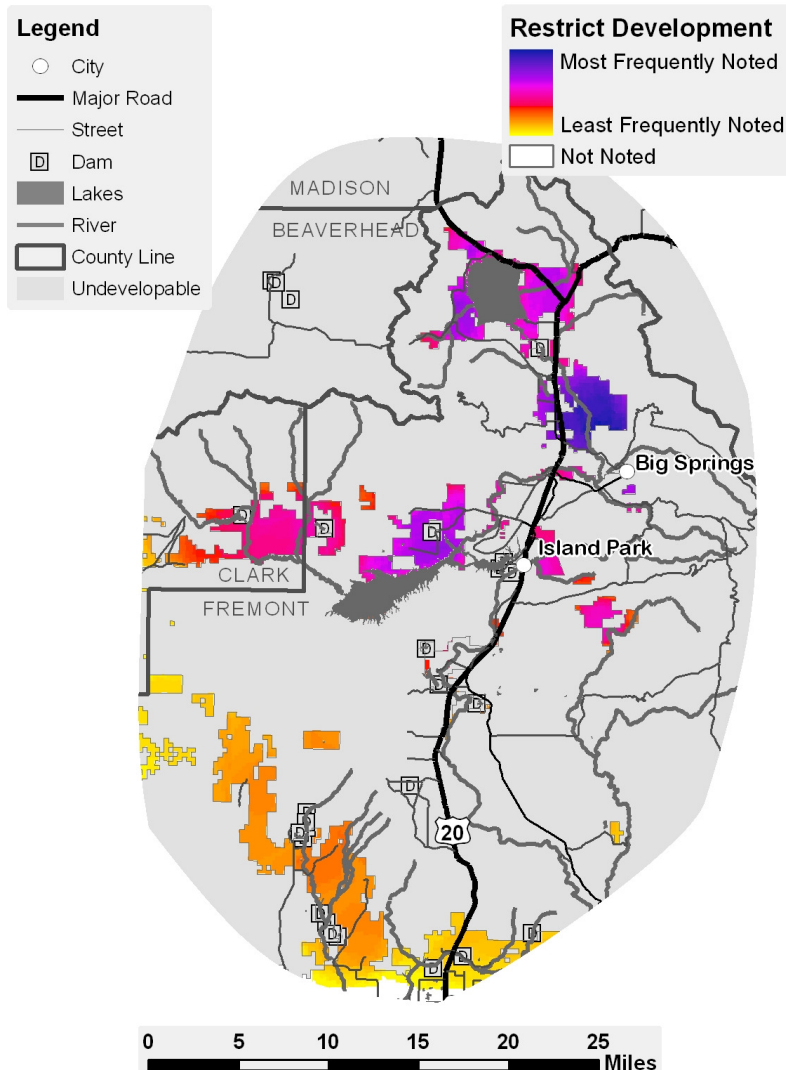 Legend
City
Major Road
Street
D Dam
Lakes
River
County Line
Undevelopable
Restrict Development
Most Frequently Noted
Least Frequently Noted
Not Noted
MADISON
BEAVERHEAD
D
D
D
D
Big Springs
D
D
D
Island Park
D
D
CLARK
FREMONT
D
D
D
D
D
20
D
D
D
D
D
0 5 10 15 20 25
Miles